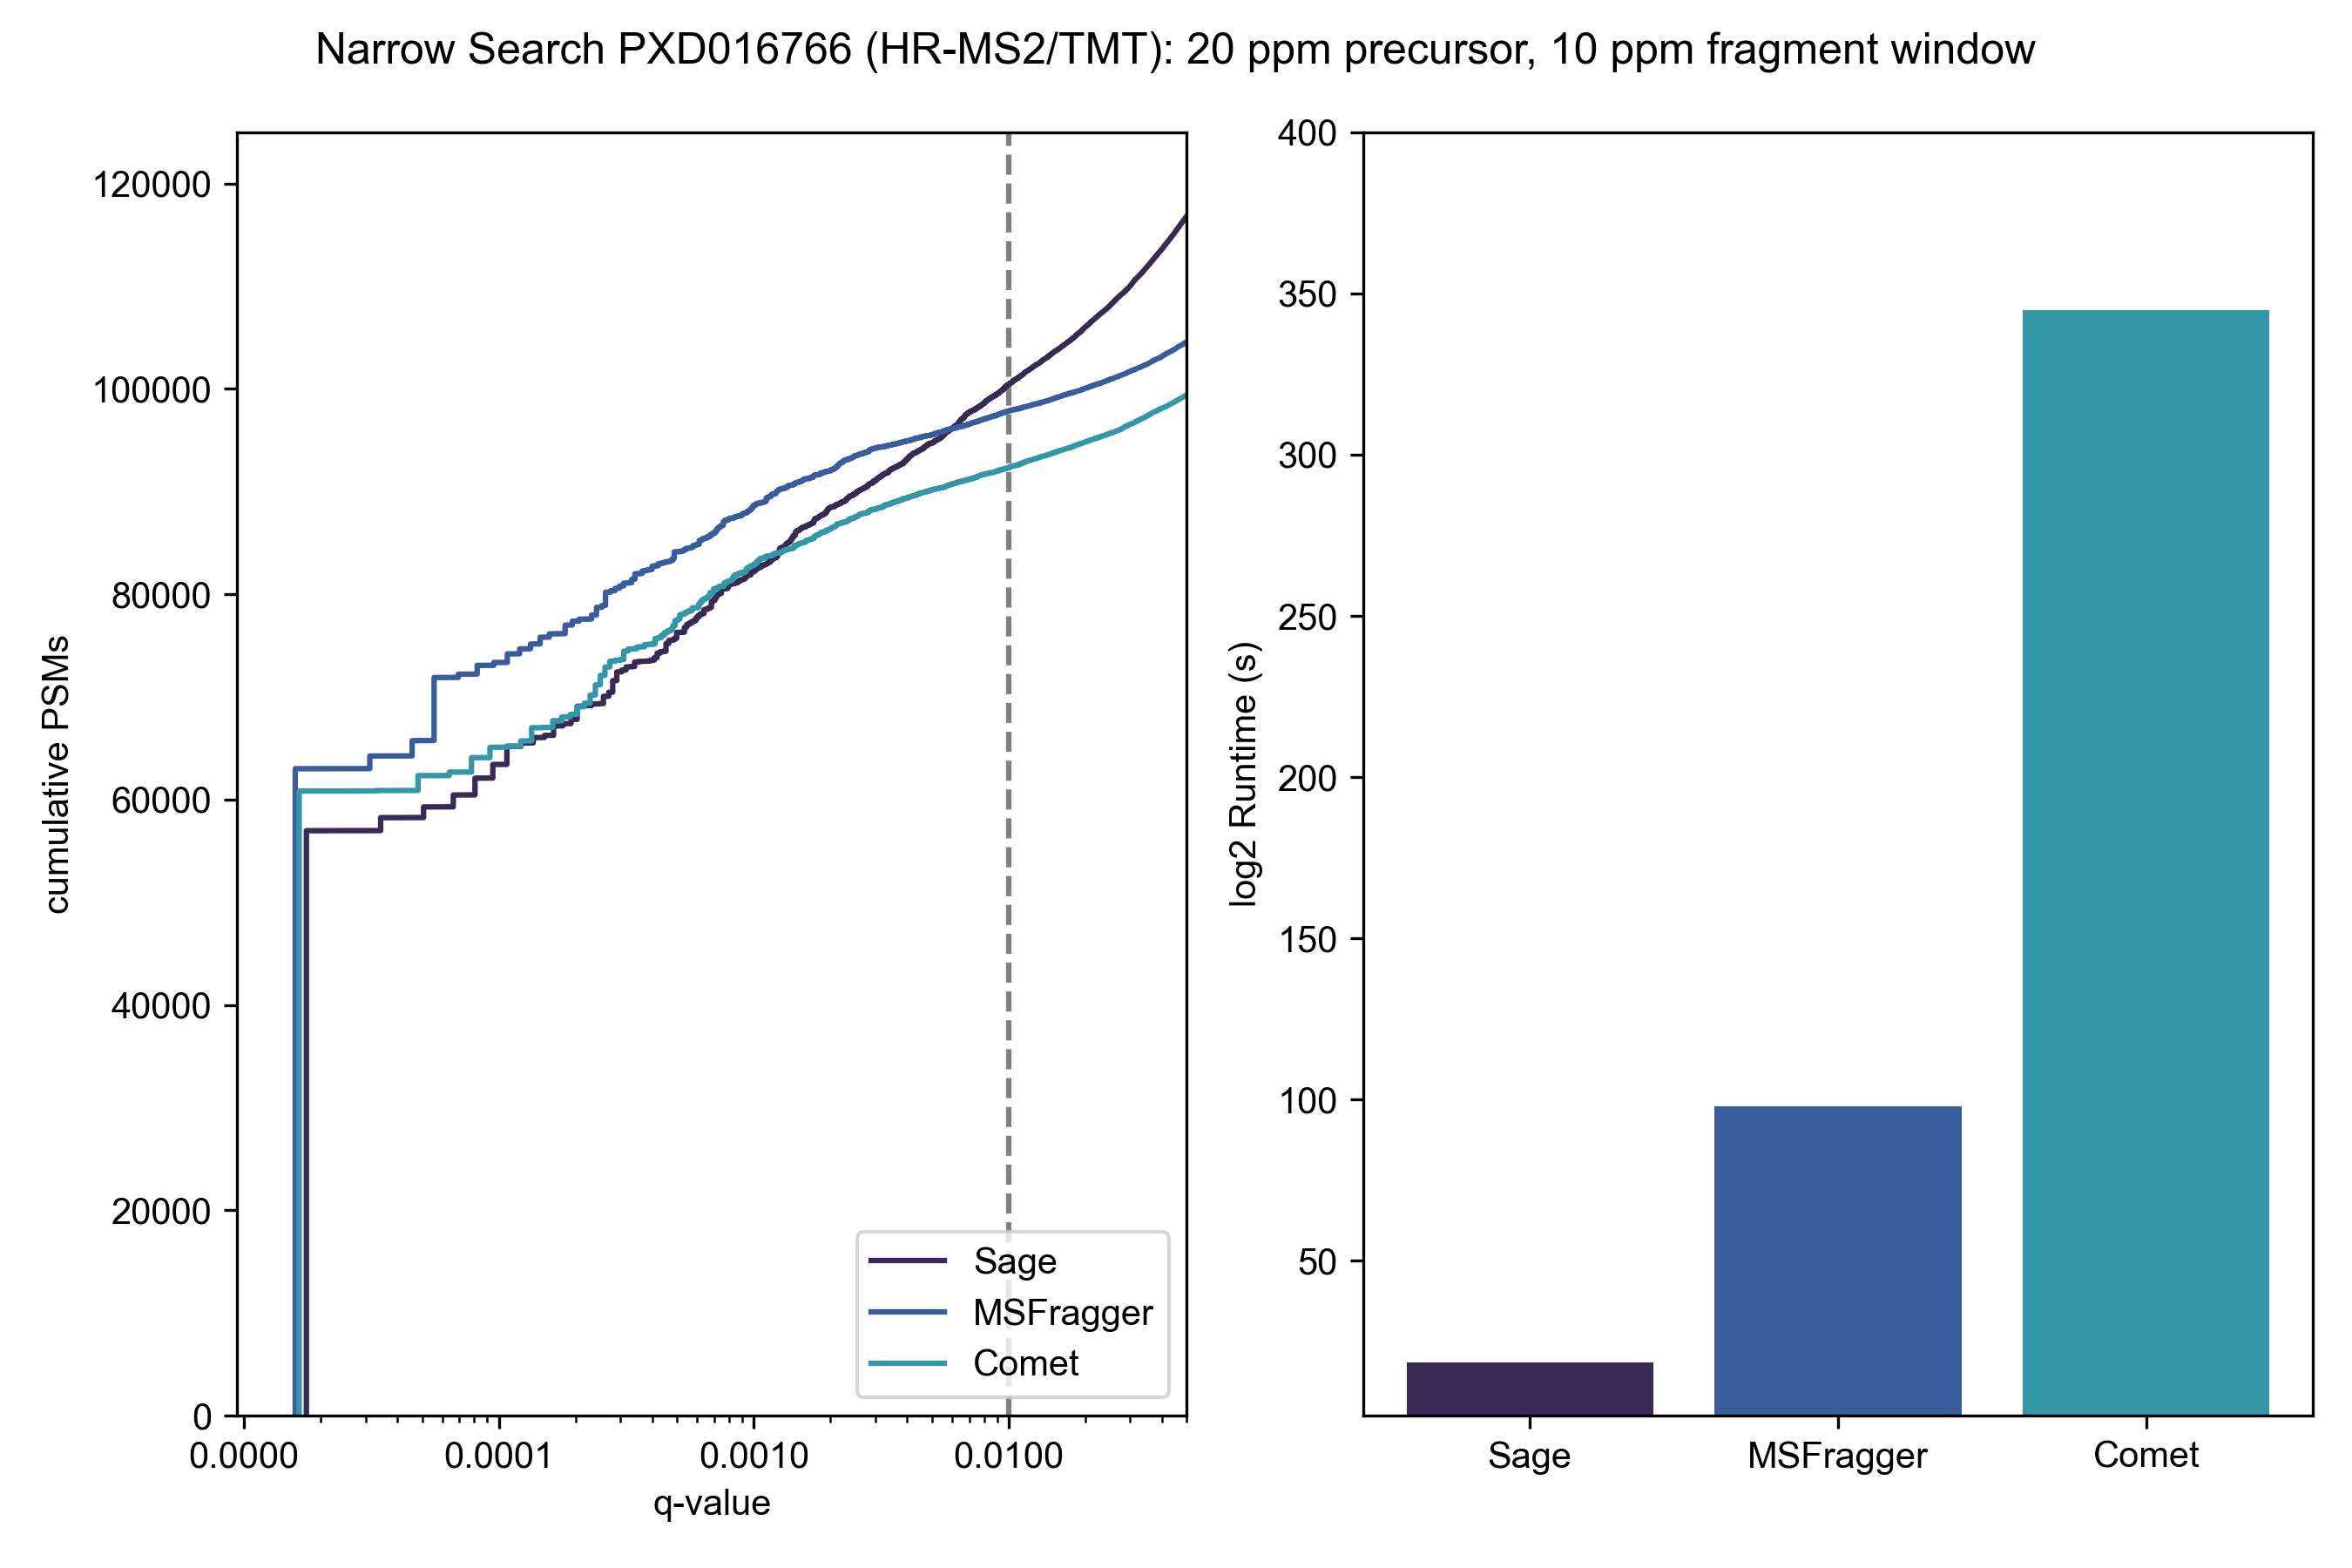 Narrow Search PXD016766 (HR-MS2/TMT): 20 ppm precursor, 10 ppm fragment window
cumulative PSMs
120000
100000
80000
60000
40000
20000
0
0.0000
0.0001
0.0010
0.0100
q-value
Sage
MSFragger
Comet
log2 Runtime (s)
400
350
300
250
200
150
100
50
Sage
MSFragger
Comet